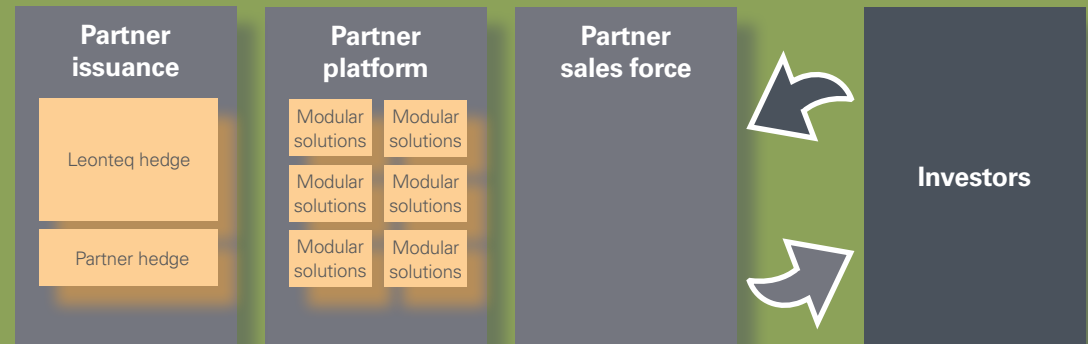 Partner
issuance
Leonteq hedge
Partner hedge
Partner
platform
Modular
solutions
Modular
solutions
Modular
solutions
Modular
solutions
Modular
solutions
Modular
solutions
Partner
sales force
Investors